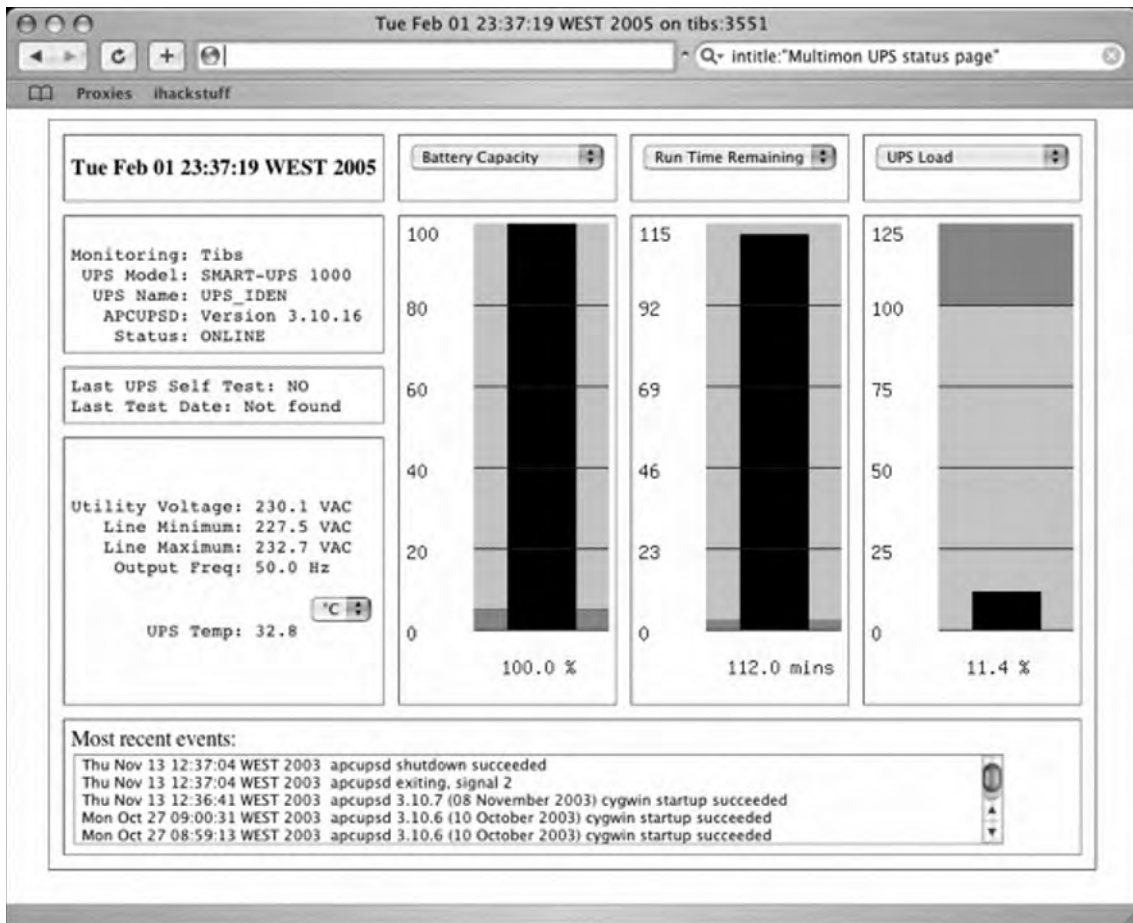 Tue Feb 01 23:37:19 WEST 2005 on tibs:3551
intitle:"Multimon UPS status page"
Proxies ihackstuff
Tue Feb 01 23:37:19 WEST 2005
Battery Capacity
Run Time Remaining
UPS Load
Monitoring: Tibs
UPS Model: SMART-UPS 1000
UPS Name: UPS_IDEN
APCUPSD: Version 3.10.16
Status: ONLINE
Last UPS Self Test: NO
Last Test Date: Not found
Utility Voltage: 230.1 VAC
Line Minimum: 227.5 VAC
Line Maximum: 232.7 VAC
Output Freq: 50.0 Hz
°C
UPS Temp: 32.8
100
80
60
40
20
0
100.0 %
115
92
69
46
23
0
112.0 mins
125
100
75
50
25
0
11.4 %
Most recent events:
Thu Nov 13 12:37:04 WEST 2003 apcupsd shutdown succeeded
Thu Nov 13 12:37:04 WEST 2003 apcupsd exiting, signal 2
Thu Nov 13 12:36:41 WEST 2003 apcupsd 3.10.7 (08 November 2003) cygwin startup succeeded
Mon Oct 27 09:00:31 WEST 2003 apcupsd 3.10.6 (10 October 2003) cygwin startup succeeded
Mon Oct 27 08:59:13 WEST 2003 apcupsd 3.10.6 (10 October 2003) cygwin startup succeeded